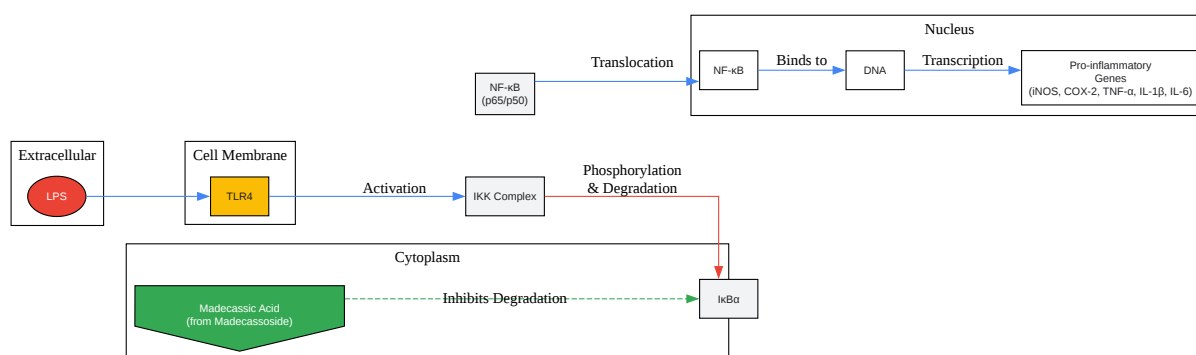 Nucleus
Translocation
NF-κB
Binds to
DNA
Transcription
Pro-inflammatory
Genes
(iNOS, COX-2, TNF-α, IL-1β, IL-6)
NF-κB
(p65/p50)
Extracellular
LPS
Cell Membrane
TLR4
Activation
IKK Complex
Phosphorylation
& Degradation
Cytoplasm
Madecassic Acid
(from Madecassoside)
Inhibits Degradation
IκBα